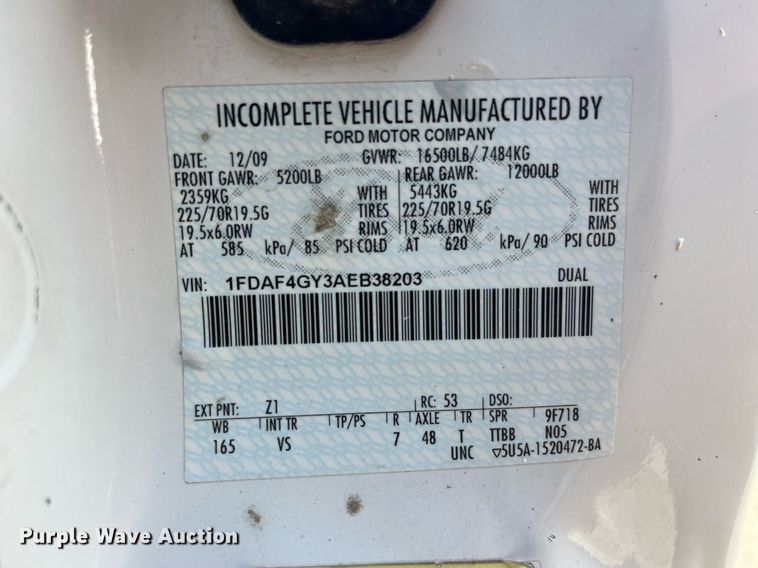 INCOMPLETE VEHICLE MANUFACTURED BY
FORD MOTOR COMPANY
DATE: 12/09 GVWR: 16500LB/ 7484KG
FRONT GAWR: 5200LB REAR GAWR: 12000LB
2359KG WITH 5443KG WITH
225/70R19.5G TIRES 225/70R19.5G TIRES
19.5x6.0RW RIMS 19.5x6.0RW RIMS
AT 585 kPa/ 85 PSI COLD AT 620 kPa/ 90 PSI COLD
VIN: 1FDAF4GY3AEB38203 DUAL
EXT PNT: Z1 RC: 53 DSO:
WB INT TR TP/PS R AXLE TR SPR 9F718
165 VS 7 48 T TTBB N05
UNC ▽5U5A-1520472-BA
Purple Wave Auction